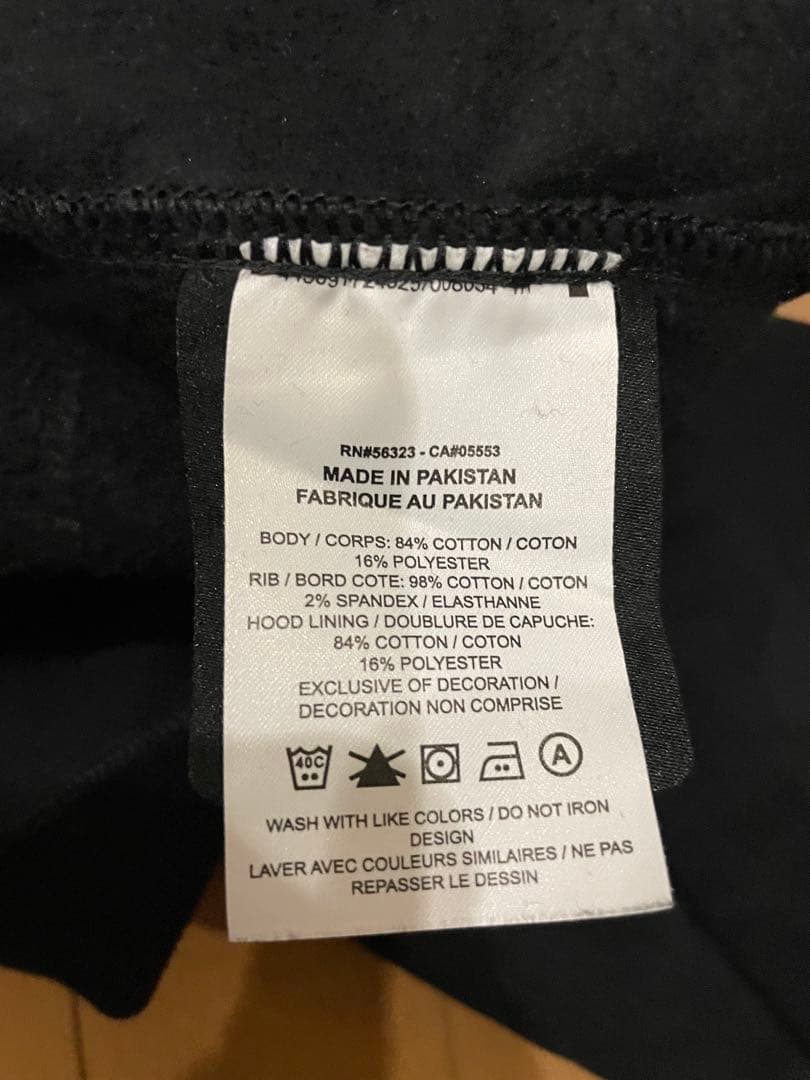 RN#56323 - CA#05553
MADE IN PAKISTAN
FABRIQUE AU PAKISTAN
BODY / CORPS: 84% COTTON / COTON
16% POLYESTER
RIB / BORD COTE: 98% COTTON / COTON
2% SPANDEX / ELASTHANNE
HOOD LINING / DOUBLURE DE CAPUCHE:
84% COTTON / COTON
16% POLYESTER
EXCLUSIVE OF DECORATION /
DECORATION NON COMPRISE
40C A
WASH WITH LIKE COLORS / DO NOT IRON
DESIGN
LAVER AVEC COULEURS SIMILAIRES / NE PAS
REPASSER LE DESSIN